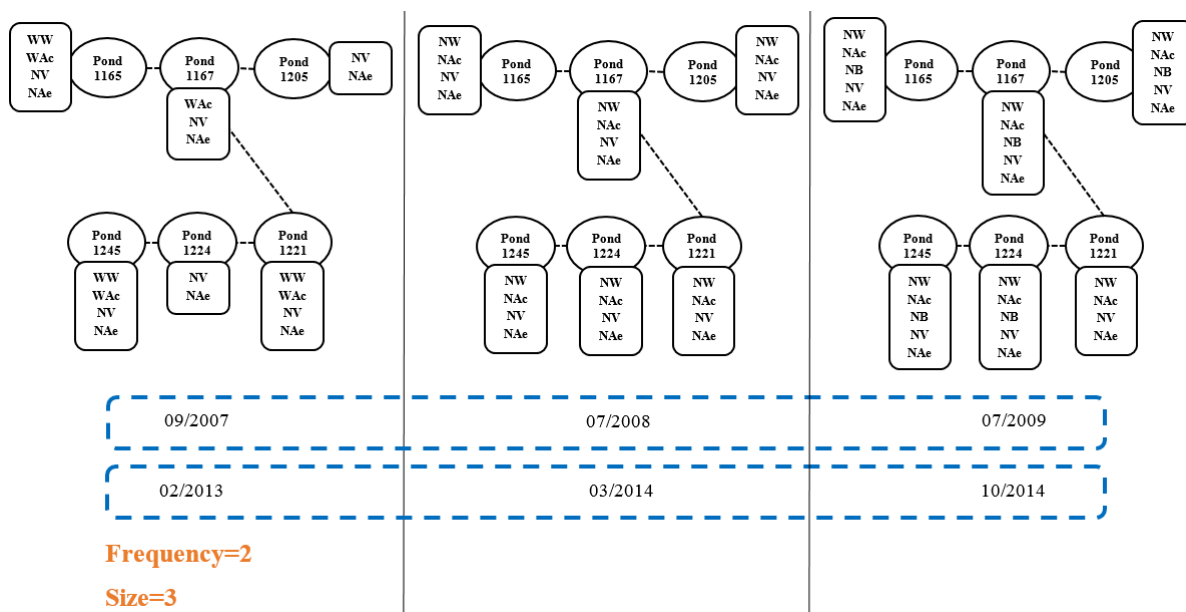 WW
WAc
NV
NAe
Pond
1165
Pond
1167
Pond
1205
NV
NAe
WAc
NV
NAe
Pond
1245
Pond
1224
Pond
1221
WW
WAc
NV
NAe
NV
NAe
WW
WAc
NV
NAe
NW
NAc
NV
NAe
Pond
1165
Pond
1167
Pond
1205
NW
NAc
NV
NAe
NW
NAc
NV
NAe
Pond
1245
Pond
1224
Pond
1221
NW
NAc
NV
NAe
NW
NAc
NV
NAe
NW
NAc
NV
NAe
NW
NAc
NB
NV
NAe
Pond
1165
Pond
1167
Pond
1205
NW
NAc
NB
NV
NAe
NW
NAc
NB
NV
NAe
Pond
1245
Pond
1224
Pond
1221
NW
NAc
NB
NV
NAe
NW
NAc
NB
NV
NAe
NW
NAc
NV
NAe
09/2007
07/2008
07/2009
02/2013
03/2014
10/2014
Frequency=2
Size=3